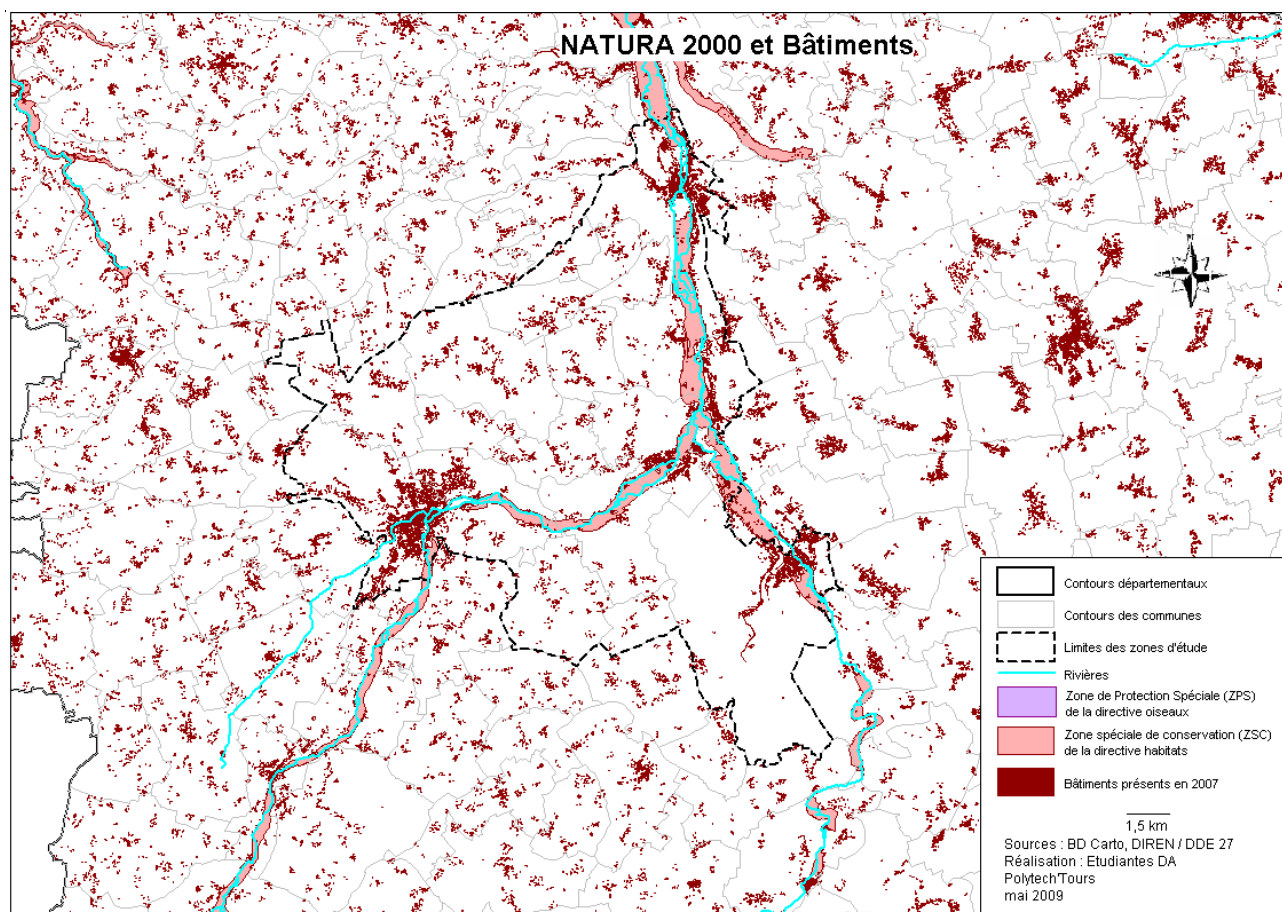 NATURA 2000 et Bâtiments
Contours départementaux
Contours des communes
Limites des zones d'étude
Rivières
Zone de Protection Spéciale (ZPS)
de la directive oiseaux
Zone spéciale de conservation (ZSC)
de la directive habitats
Bâtiments présents en 2007
1,5 km
Sources : BD Carto, DIREN / DDE 27
Réalisation : Etudiantes DA
Polytech'Tours
mai 2009